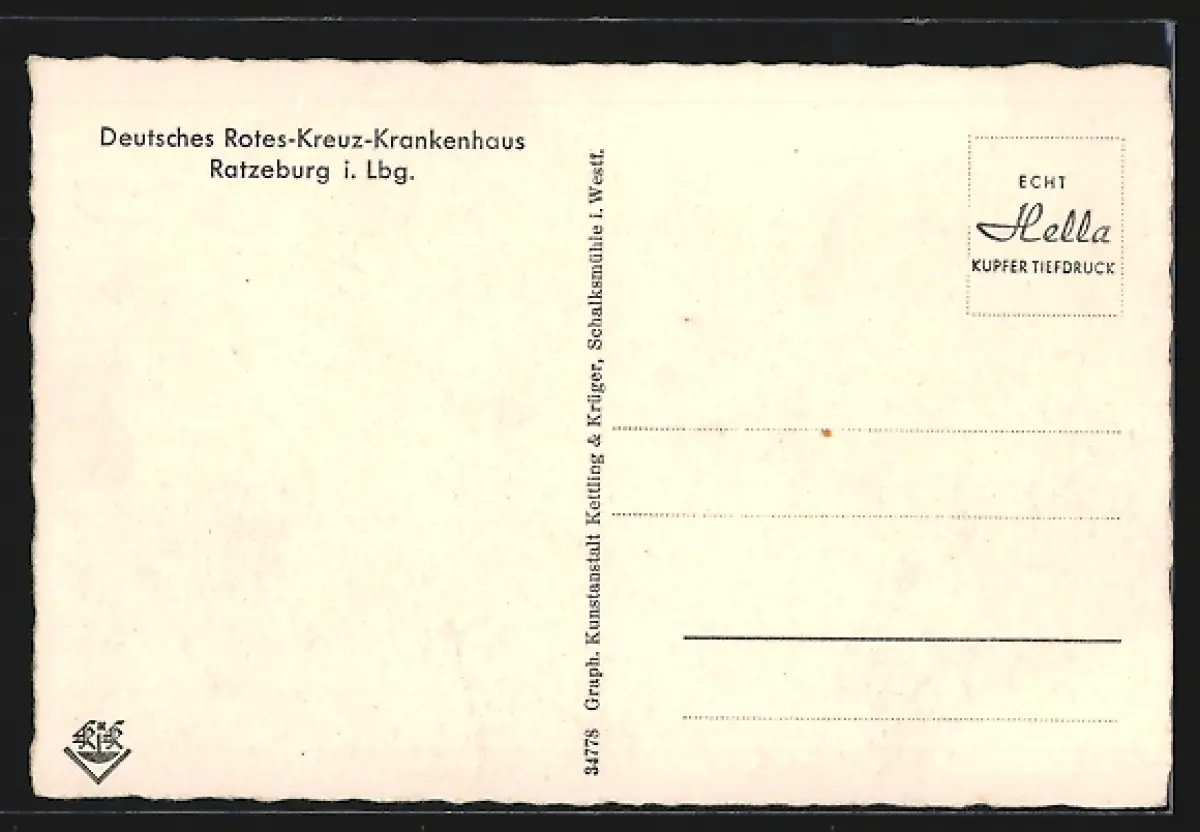 Deutsches Rotes-Kreuz-Krankenhaus
Ratzeburg i. Lbg.
34778 Graph. Kunstanstalt Kettling & Krüger, Schalksmühle i. Westf.
ECHT
Hella
KUPFER TIEFDRUCK